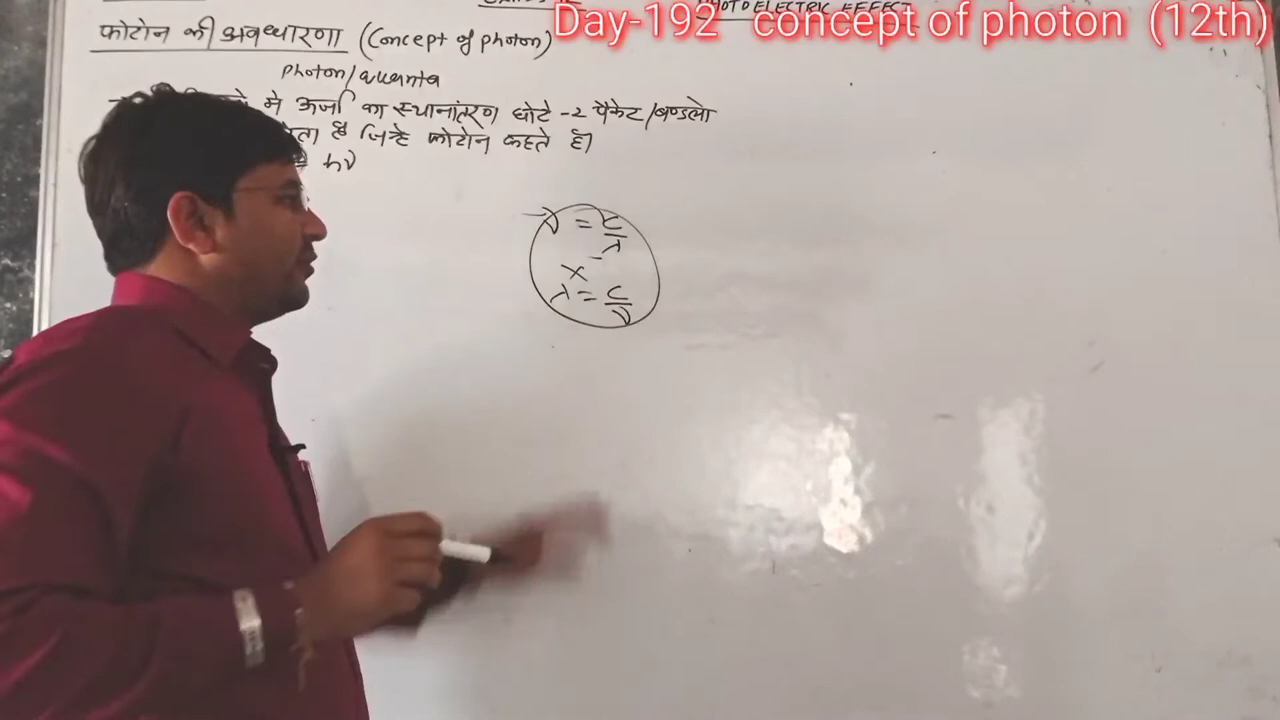 PHOTOELECTRIC EFFECT
Day-192 concept of photon (12th)
फोटोन की अवधारणा (Concept of photon)
photon/quanta
मे ऊर्जा का स्थानांतरण छोटे-2 पैकेट/बण्डलो
है जिन्हे फोटोन कहते है।
hν
ν = c/λ
λ = c/ν